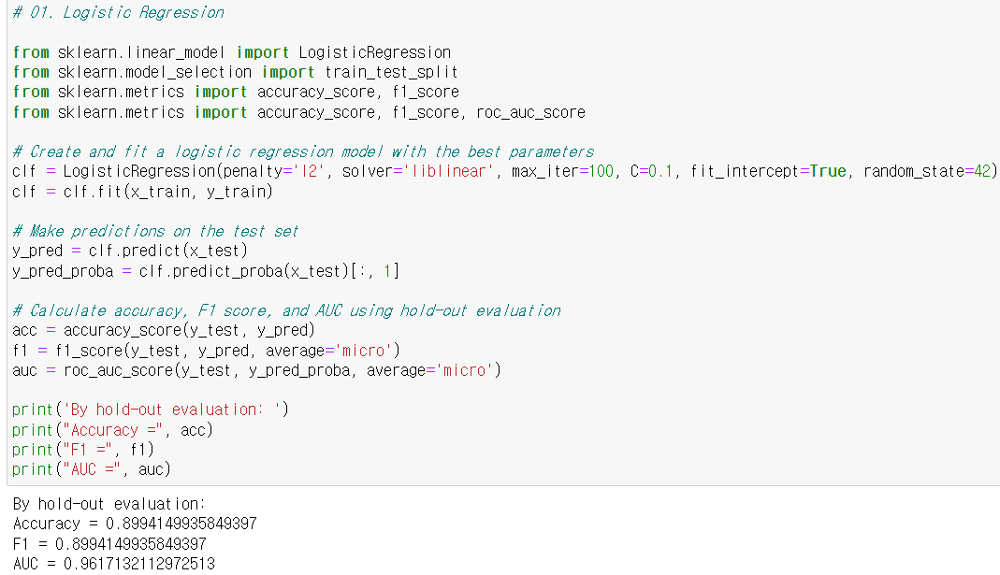 # 01. Logistic Regression
from sklearn.linear_model import LogisticRegression
from sklearn.model_selection import train_test_split
from sklearn.metrics import accuracy_score, f1_score
from sklearn.metrics import accuracy_score, f1_score, roc_auc_score
# Create and fit a logistic regression model with the best parameters
clf = LogisticRegression(penalty='l2', solver='liblinear', max_iter=100, C=0.1, fit_intercept=True, random_state=42)
clf = clf.fit(x_train, y_train)
# Make predictions on the test set
y_pred = clf.predict(x_test)
y_pred_proba = clf.predict_proba(x_test)[:, 1]
# Calculate accuracy, F1 score, and AUC using hold-out evaluation
acc = accuracy_score(y_test, y_pred)
f1 = f1_score(y_test, y_pred, average='micro')
auc = roc_auc_score(y_test, y_pred_proba, average='micro')
print('By hold-out evaluation: ')
print("Accuracy =", acc)
print("F1 =", f1)
print("AUC =", auc)
By hold-out evaluation:
Accuracy = 0.8994149935849397
F1 = 0.8994149935849397
AUC = 0.9617132112972513